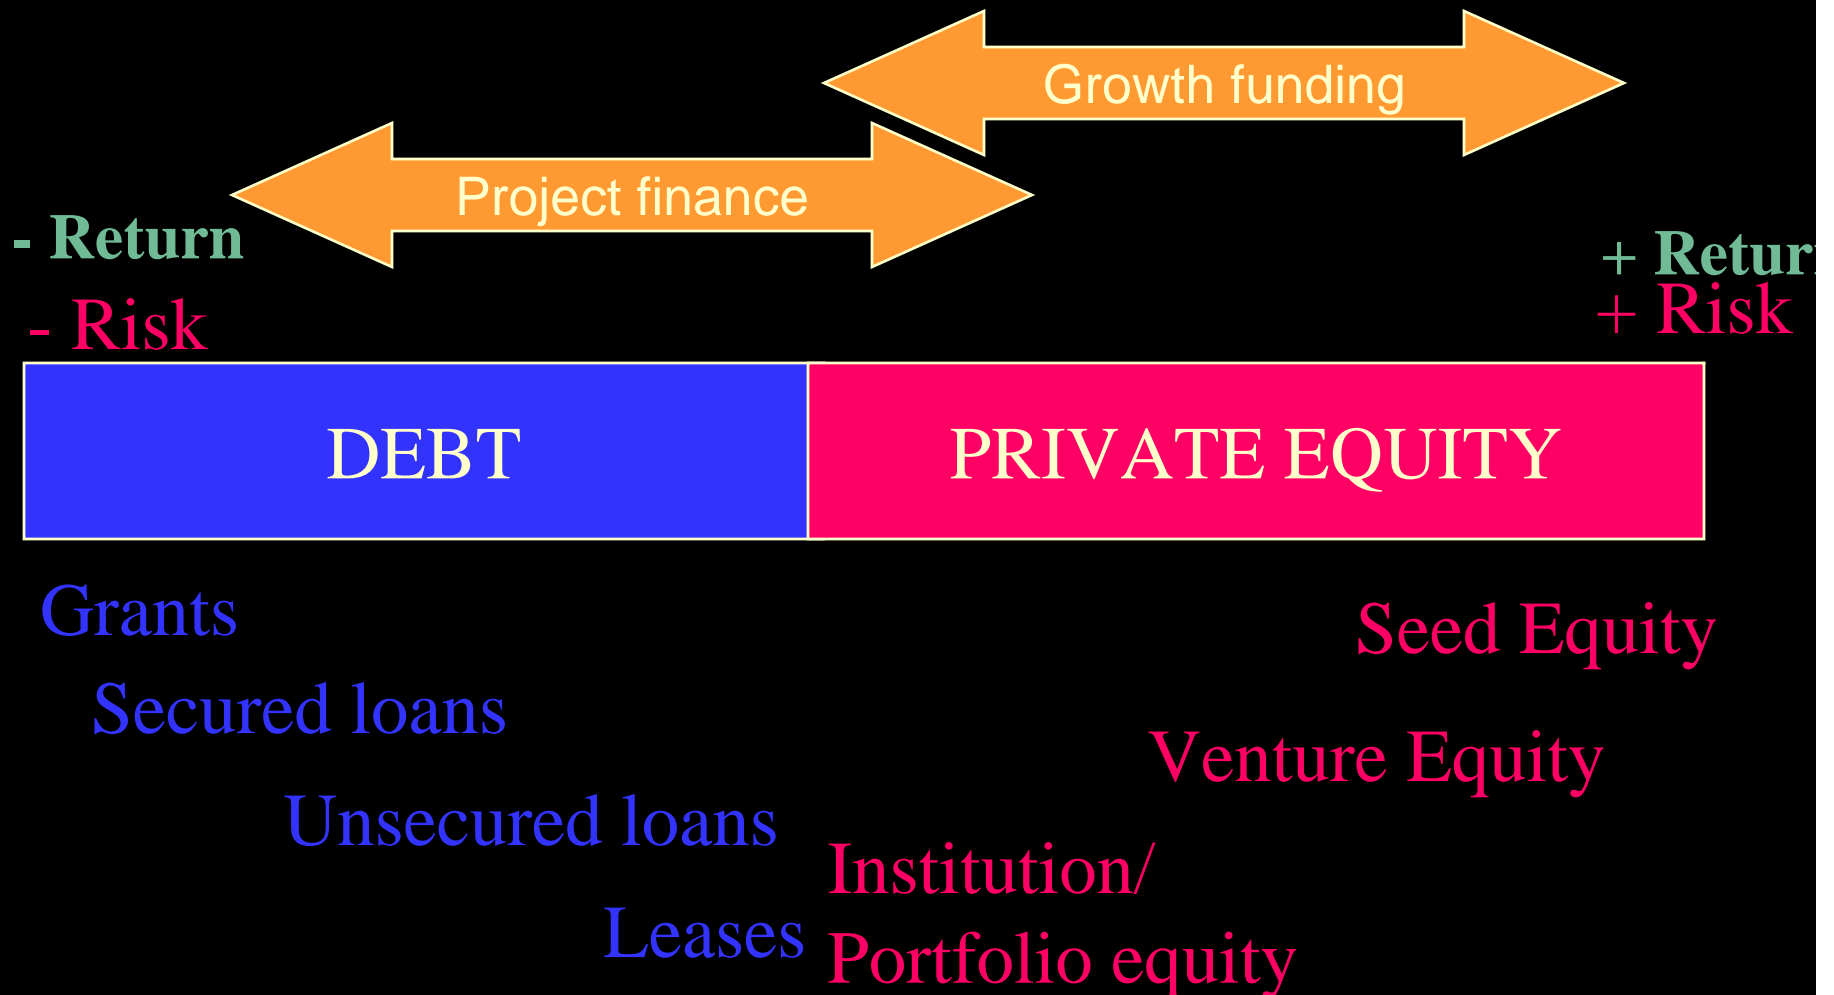 Growth funding
Project finance
- Return
+ Retur
- Risk
+ Risk
DEBT
PRIVATE EQUITY
Grants
Seed Equity
Secured loans
Venture Equity
Unsecured loans
Institution/
Leases
Portfolio equity